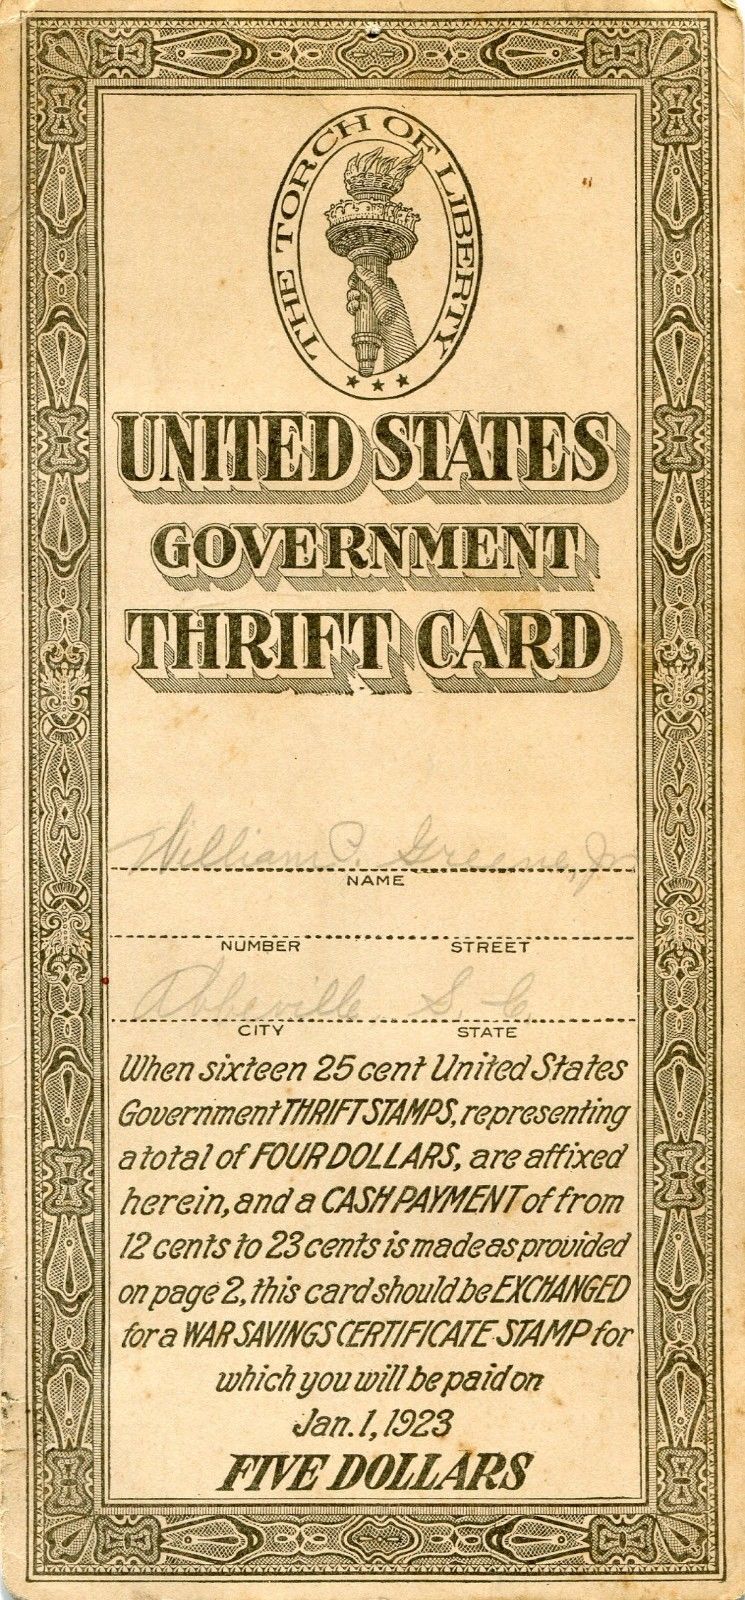 THE TORCH OF LIBERTY
UNITED STATES
GOVERNMENT
THRIFT CARD
William P. Greene, Jr
NAME
NUMBER STREET
Abbeville S. C.
CITY STATE
When sixteen 25 cent United States
Government THRIFT STAMPS, representing
a total of FOUR DOLLARS, are affixed
herein, and a CASH PAYMENT of from
12 cents to 23 cents is made as provided
on page 2, this card should be EXCHANGED
for a WAR SAVINGS CERTIFICATE STAMP for
which you will be paid on
Jan. 1, 1923
FIVE DOLLARS